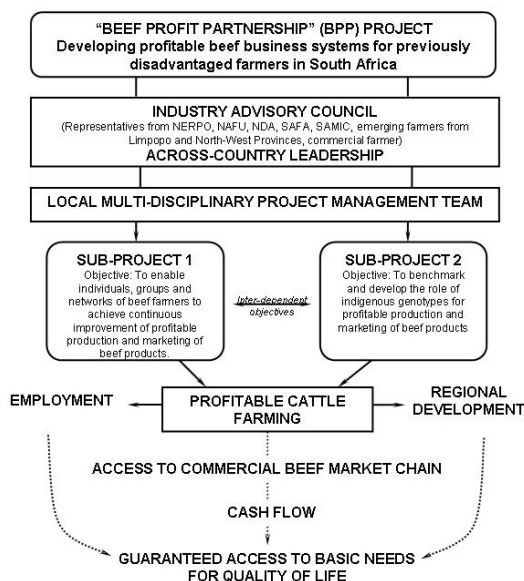 “BEEF PROFIT PARTNERSHIP” (BPP) PROJECT
Developing profitable beef business systems for previously
disadvantaged farmers in South Africa
INDUSTRY ADVISORY COUNCIL
(Representatives from NERPO, NAFU, NDA, SAFA, SAMIC, emerging farmers from
Limpopo and North-West Provinces, commercial farmer)
ACROSS-COUNTRY LEADERSHIP
LOCAL MULTI-DISCIPLINARY PROJECT MANAGEMENT TEAM
SUB-PROJECT 1
Objective: To enable
individuals, groups and
networks of beef farmers to
achieve continuous
improvement of profitable
production and marketing of
beef products.
Inter-dependent
objectives
SUB-PROJECT 2
Objective: To benchmark
and develop the role of
indigenous genotypes for
profitable production and
marketing of beef products
EMPLOYMENT
PROFITABLE CATTLE
FARMING
REGIONAL
DEVELOPMENT
ACCESS TO COMMERCIAL BEEF MARKET CHAIN
CASH FLOW
GUARANTEED ACCESS TO BASIC NEEDS
FOR QUALITY OF LIFE